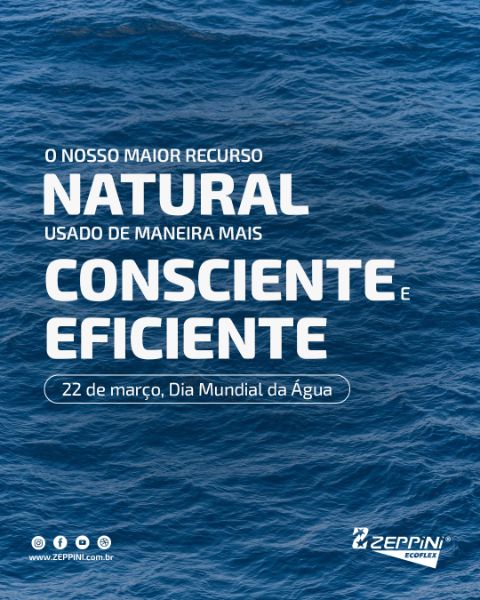 O NOSSO MAIOR RECURSO
NATURAL
USADO DE MANEIRA MAIS
CONSCIENTE E
EFICIENTE
22 de março, Dia Mundial da Água
www.ZEPPINI.com.br
ZEPPiNi®
ECOFLEX